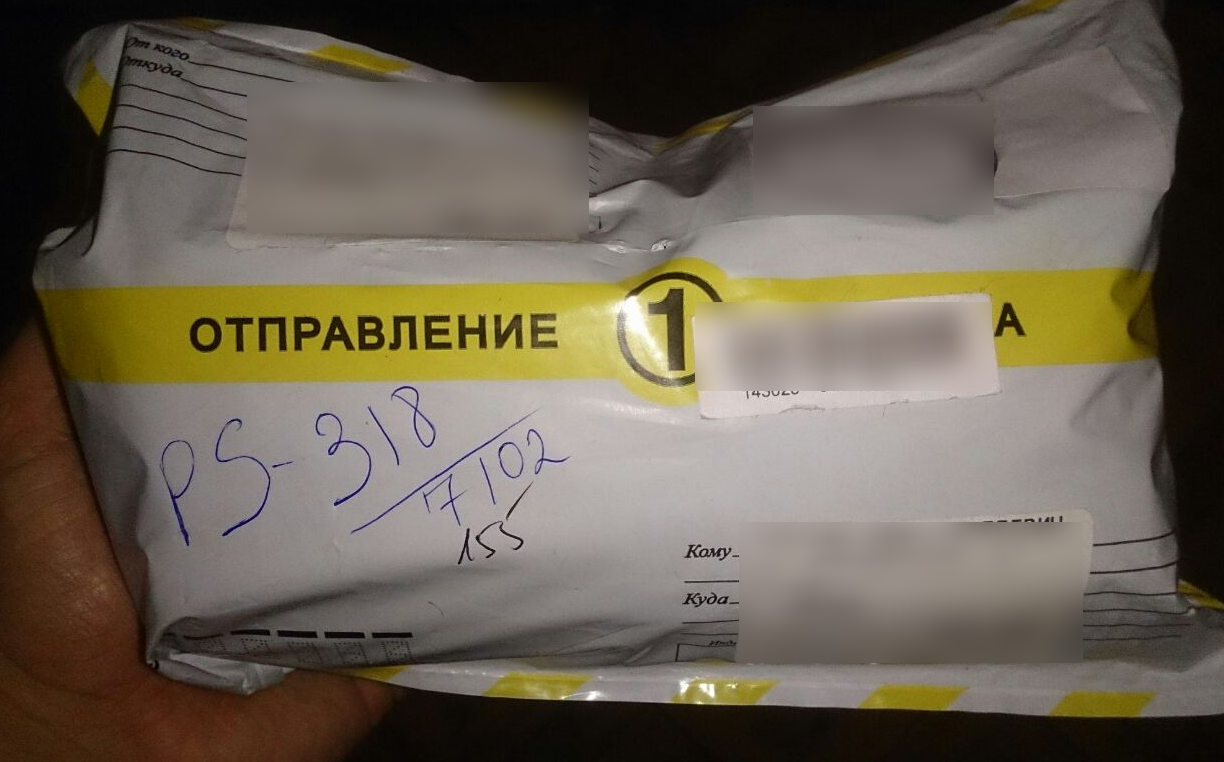 От кого
Откуда
ОТПРАВЛЕНИЕ 1 А
PS-318
7102
155
Кому
Куда